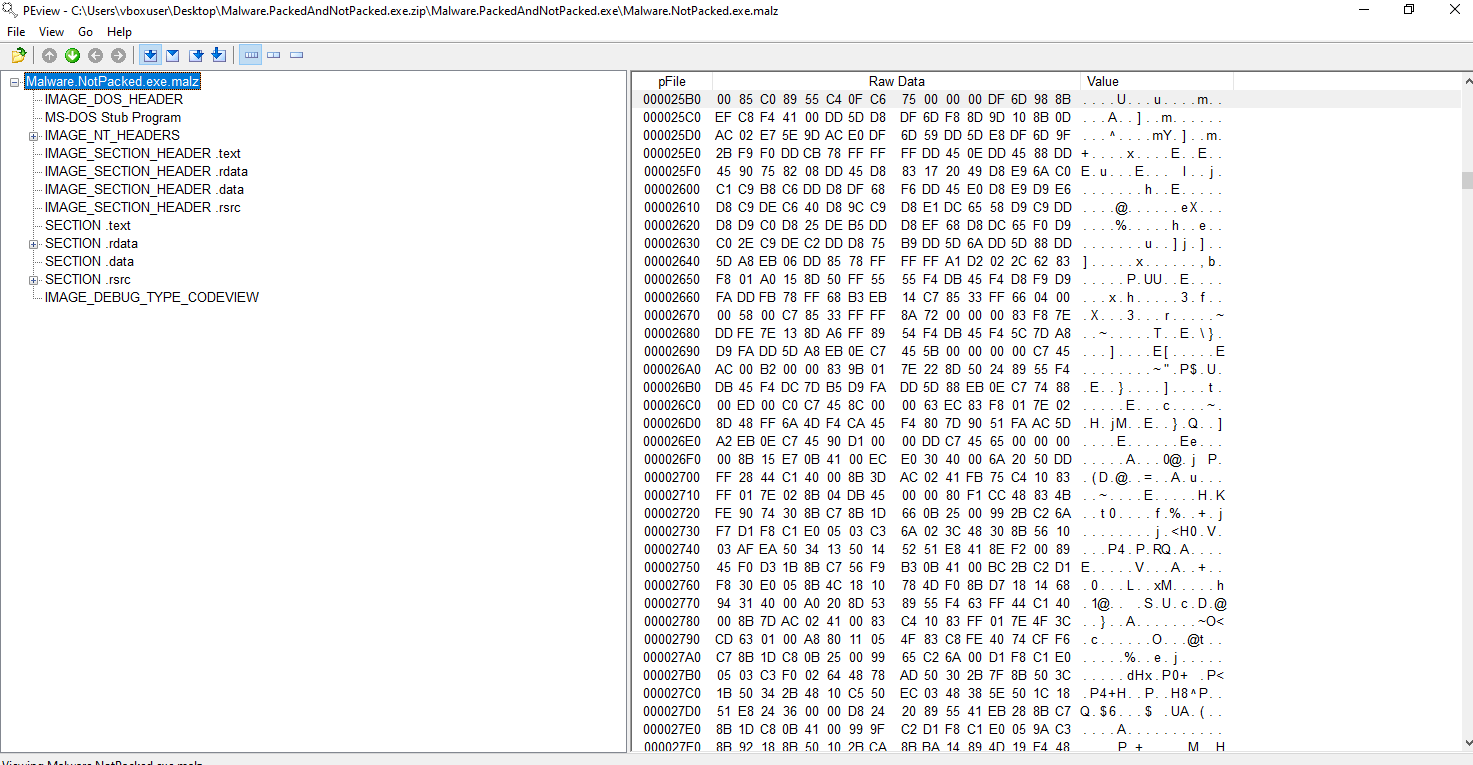 PEview - C:\Users\vboxuser\Desktop\Malware.PackedAndNotPacked.exe.zip\Malware.PackedAndNotPacked.exe\Malware.NotPacked.exe.malz
File View Go Help
Malware.NotPacked.exe.malz
IMAGE_DOS_HEADER
MS-DOS Stub Program
IMAGE_NT_HEADERS
IMAGE_SECTION_HEADER .text
IMAGE_SECTION_HEADER .rdata
IMAGE_SECTION_HEADER .data
IMAGE_SECTION_HEADER .rsrc
SECTION .text
SECTION .rdata
SECTION .data
SECTION .rsrc
IMAGE_DEBUG_TYPE_CODEVIEW
pFile Raw Data Value
000025B0 00 85 C0 89 55 C4 0F C6 75 00 00 00 DF 6D 98 8B ....U...u....m..
000025C0 EF C8 F4 41 00 DD 5D D8 DF 6D F8 8D 9D 10 8B 0D ...A..]..m......
000025D0 AC 02 E7 5E 9D AC E0 DF 6D 59 DD 5D E8 DF 6D 9F ...^....mY.]..m.
000025E0 2B F9 F0 DD CB 78 FF FF FF DD 45 0E DD 45 88 DD +....x....E..E..
000025F0 45 90 75 82 08 DD 45 D8 83 17 20 49 D8 E9 6A C0 E.u...E... I..j.
00002600 C1 C9 B8 C6 DD D8 DF 68 F6 DD 45 E0 D8 E9 D9 E6 .......h..E.....
00002610 D8 C9 DE C6 40 D8 9C C9 D8 E1 DC 65 58 D9 C9 DD ....@......eX...
00002620 D8 D9 C0 D8 25 DE B5 DD D8 EF 68 D8 DC 65 F0 D9 ....%.....h..e..
00002630 C0 2E C9 DE C2 DD D8 75 B9 DD 5D 6A DD 5D 88 DD .......u..]j.]..
00002640 5D A8 EB 06 DD 85 78 FF FF FF A1 D2 02 2C 62 83 ].....x......,b.
00002650 F8 01 A0 15 8D 50 FF 55 55 F4 DB 45 F4 D8 F9 D9 .....P.UU..E....
00002660 FA DD FB 78 FF 68 B3 EB 14 C7 85 33 FF 66 04 00 ...x.h.....3.f..
00002670 00 58 00 C7 85 33 FF FF 8A 72 00 00 00 83 F8 7E .X...3...r.....~
00002680 DD FE 7E 13 8D A6 FF 89 54 F4 DB 45 F4 5C 7D A8 ..~.....T..E.\}.
00002690 D9 FA DD 5D A8 EB 0E C7 45 5B 00 00 00 00 C7 45 ...]....E[.....E
000026A0 AC 00 B2 00 00 83 9B 01 7E 22 8D 50 24 89 55 F4 ........~".P$.U.
000026B0 DB 45 F4 DC 7D B5 D9 FA DD 5D 88 EB 0E C7 74 88 .E..}....]....t.
000026C0 00 ED 00 C0 C7 45 8C 00 00 63 EC 83 F8 01 7E 02 .....E...c....~.
000026D0 8D 48 FF 6A 4D F4 CA 45 F4 80 7D 90 51 FA AC 5D .H.jM..E..}.Q..]
000026E0 A2 EB 0E C7 45 90 D1 00 00 DD C7 45 65 00 00 00 ....E......Ee...
000026F0 00 8B 15 E7 0B 41 00 EC E0 30 40 00 6A 20 50 DD .....A...0@.j P.
00002700 FF 28 44 C1 40 00 8B 3D AC 02 41 FB 75 C4 10 83 .(D.@..=..A.u...
00002710 FF 01 7E 02 8B 04 DB 45 00 00 80 F1 CC 48 83 4B ..~....E.....H.K
00002720 FE 90 74 30 8B C7 8B 1D 66 0B 25 00 99 2B C2 6A ..t0....f.%..+.j
00002730 F7 D1 F8 C1 E0 05 03 C3 6A 02 3C 48 30 8B 56 10 ........j.<H0.V.
00002740 03 AF EA 50 34 13 50 14 52 51 E8 41 8E F2 00 89 ...P4.P.RQ.A....
00002750 45 F0 D3 1B 8B C7 56 F9 B3 0B 41 00 BC 2B C2 D1 E.....V...A..+..
00002760 F8 30 E0 05 8B 4C 18 10 78 4D F0 8B D7 18 14 68 .0...L..xM.....h
00002770 94 31 40 00 A0 20 8D 53 89 55 F4 63 FF 44 C1 40 .1@.. .S.U.c.D.@
00002780 00 8B 7D AC 02 41 00 83 C4 10 83 FF 01 7E 4F 3C ..}..A.......~O<
00002790 CD 63 01 00 A8 80 11 05 4F 83 C8 FE 40 74 CF F6 .c......O...@t..
000027A0 C7 8B 1D C8 0B 25 00 99 65 C2 6A 00 D1 F8 C1 E0 .....%..e.j.....
000027B0 05 03 C3 F0 02 64 48 78 AD 50 30 2B 7F 8B 50 3C .....dHx.P0+..P<
000027C0 1B 50 34 2B 48 10 C5 50 EC 03 48 38 5E 50 1C 18 .P4+H..P..H8^P..
000027D0 51 E8 24 36 00 00 D8 24 20 89 55 41 EB 28 8B C7 Q.$6...$ .UA.(..
000027E0 8B 1D C8 0B 41 00 99 9F C2 D1 F8 C1 E0 05 9A C3 ....A...........
000027F0 8B 92 18 8B 50 10 2B CA 8B BA 14 89 4D 19 F4 48 ....P.+.....M..H
Viewing Malware.NotPacked.exe.malz